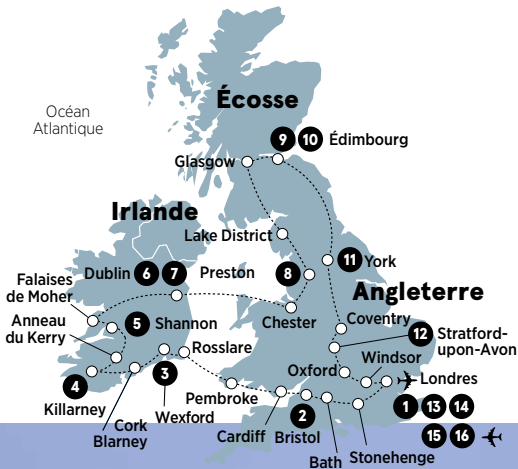 Écosse
Océan
Atlantique
9 10 Édimbourg
Glasgow
Irlande
Lake District
11 York
Dublin 6 7
Preston 8
Falaises
de Moher
Angleterre
Chester
Coventry
Anneau
du Kerry
5 Shannon
12 Stratford-
upon-Avon
Rosslare
Oxford
Windsor
Londres
4
Killarney
3
Wexford
Pembroke
1 13 14
15 16
Cork
Blarney
Cardiff
2
Bristol
Bath
Stonehenge